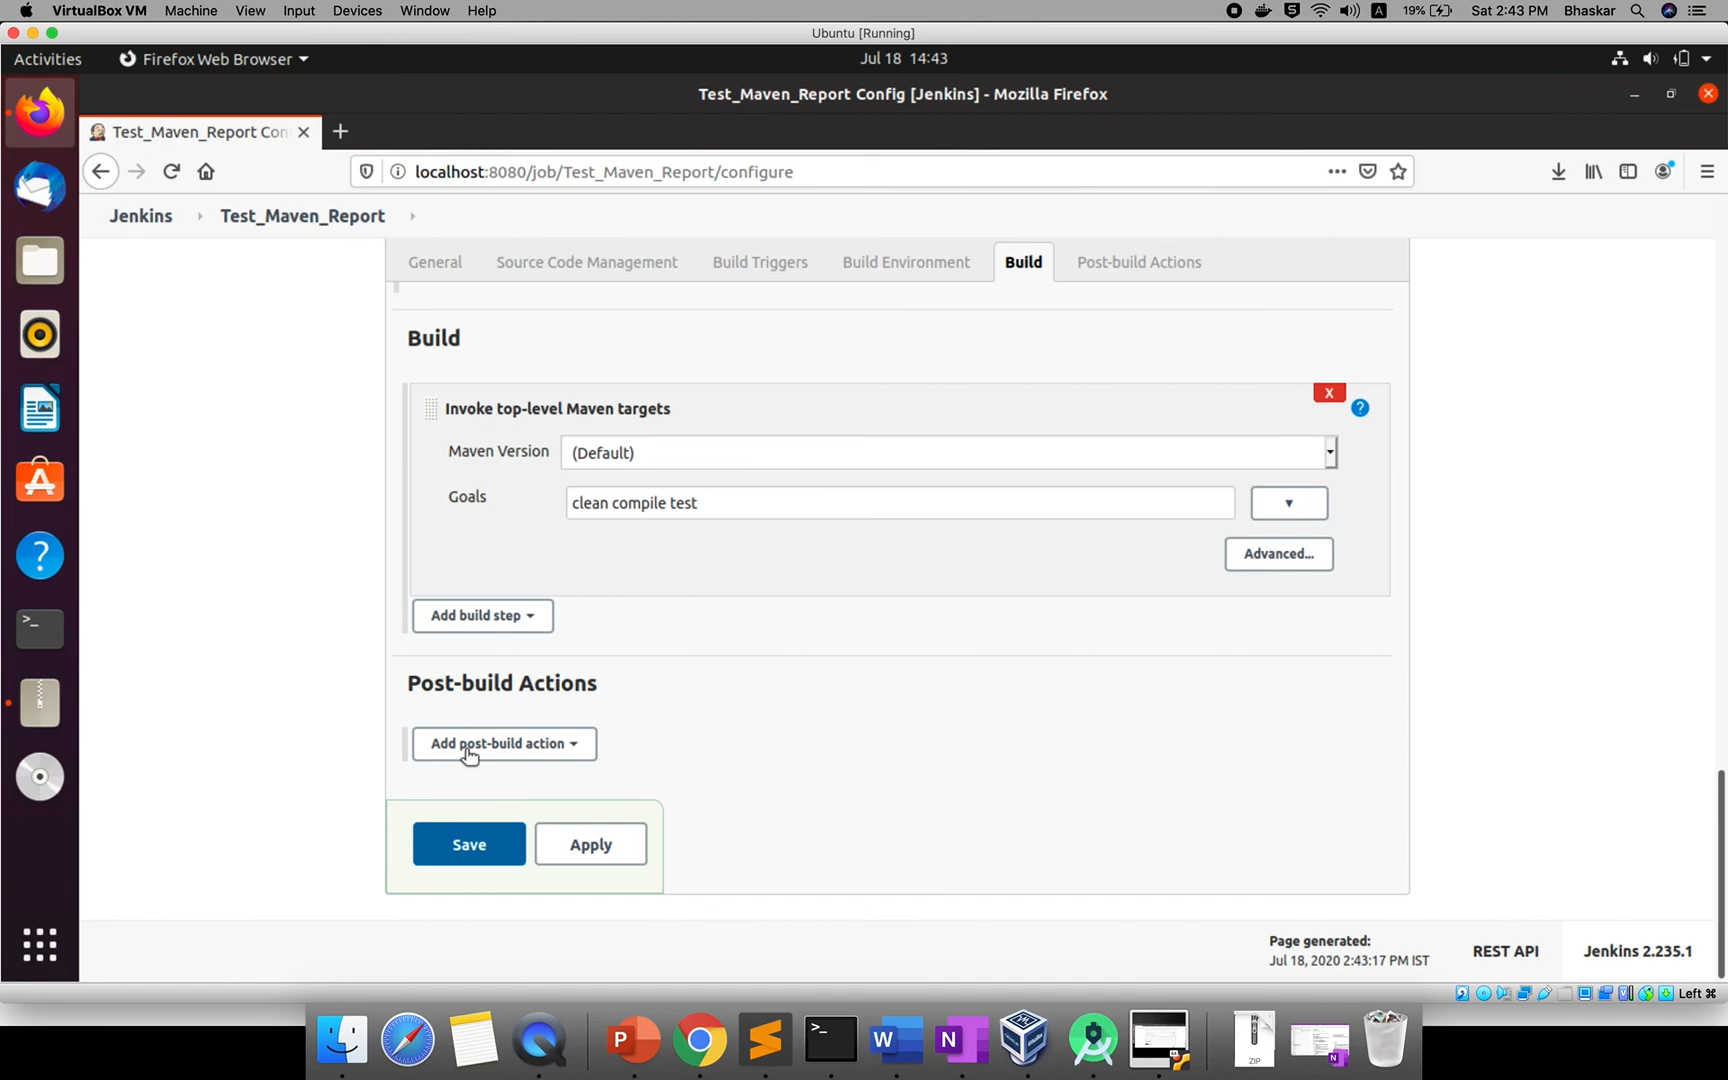 VirtualBox VM Machine View Input Devices Window Help 19% Sat 2:43 PM Bhaskar
Ubuntu [Running]
Activities Firefox Web Browser Jul 18 14:43
Test_Maven_Report Config [Jenkins] - Mozilla Firefox
Test_Maven_Report Con
localhost:8080/job/Test_Maven_Report/configure
Jenkins Test_Maven_Report
General Source Code Management Build Triggers Build Environment Build Post-build Actions
Build
X
Invoke top-level Maven targets ?
Maven Version (Default)
Goals clean compile test
Advanced...
Add build step
Post-build Actions
Add post-build action
Save Apply
Page generated:
Jul 18, 2020 2:43:17 PM IST
REST API Jenkins 2.235.1
Left ⌘
ZIP